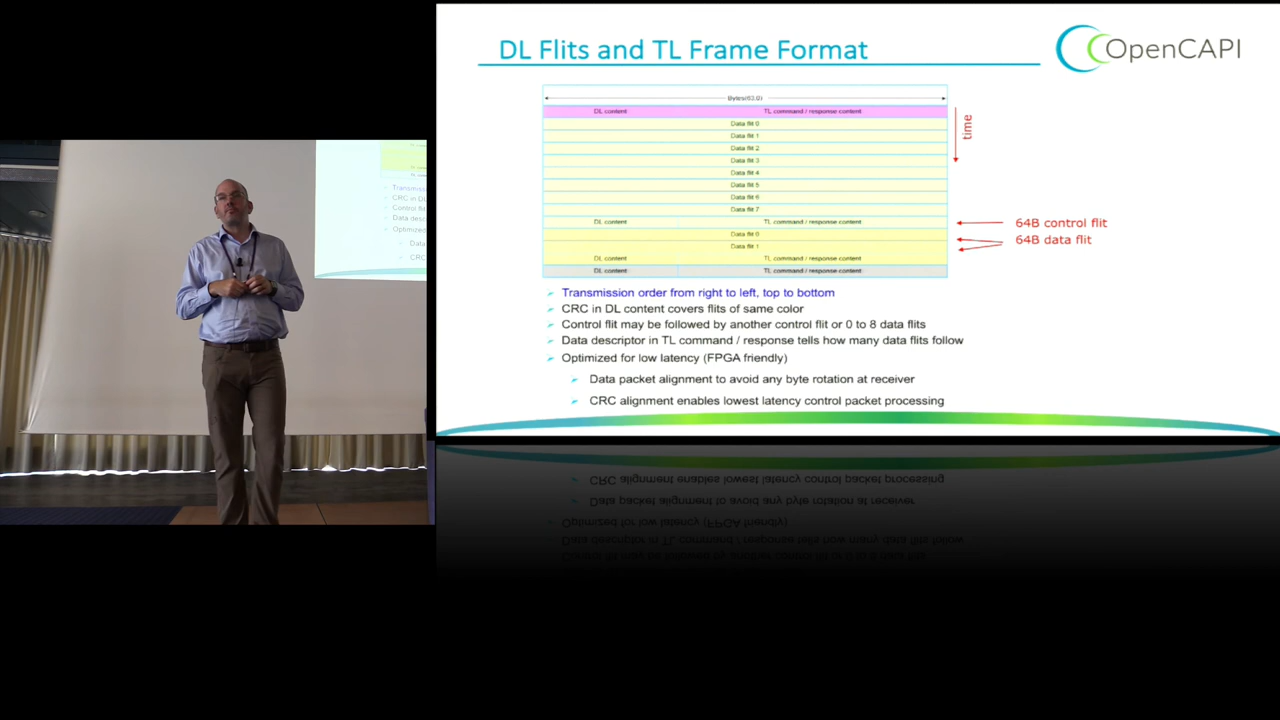 DL Flits and TL Frame Format
OpenCAPI
Bytes(63.0)
DL content TL command / response content
Data flit 0
Data flit 1
Data flit 2
Data flit 3
Data flit 4
Data flit 5
Data flit 6
Data flit 7
DL content TL command / response content
Data flit 0
Data flit 1
DL content TL command / response content
DL content TL command / response content
time
64B control flit
64B data flit
Transmission order from right to left, top to bottom
CRC in DL content covers flits of same color
Control flit may be followed by another control flit or 0 to 8 data flits
Data descriptor in TL command / response tells how many data flits follow
Optimized for low latency (FPGA friendly)
Data packet alignment to avoid any byte rotation at receiver
CRC alignment enables lowest latency control packet processing